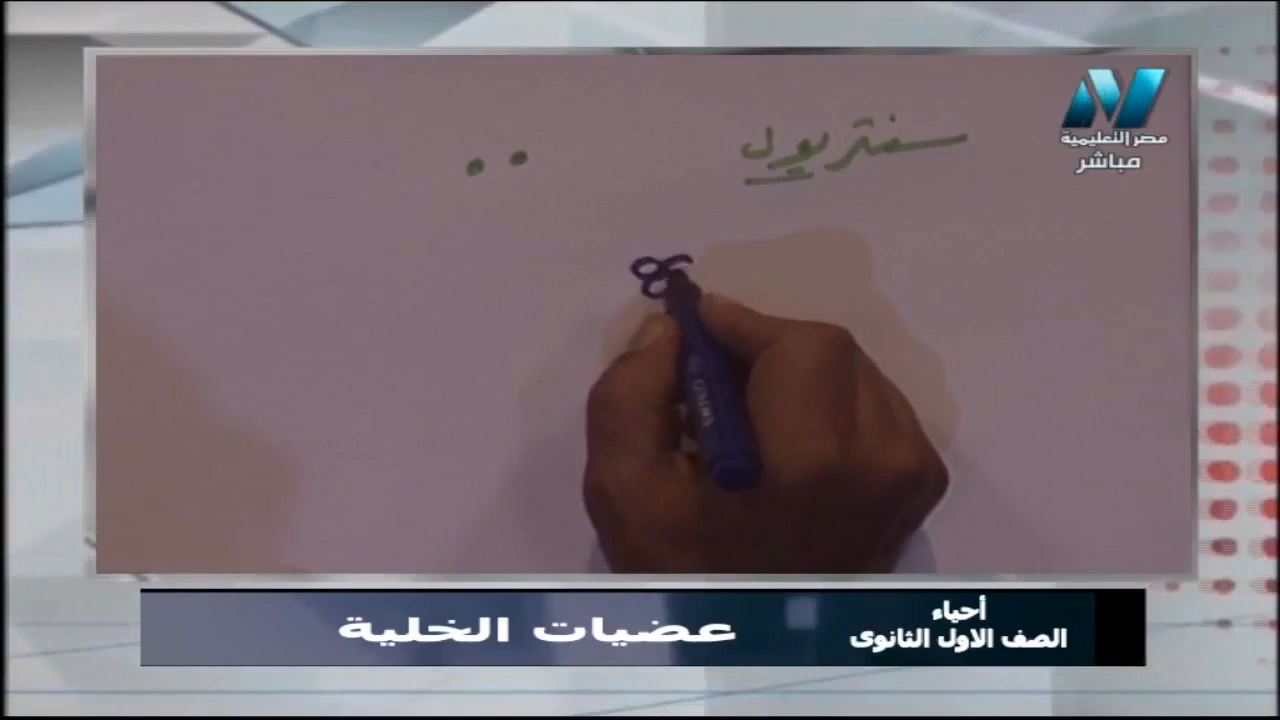 مصر التعليمية
مباشر
سنتريول
أحياء
الصف الاول الثانوى
عضيات الخلية